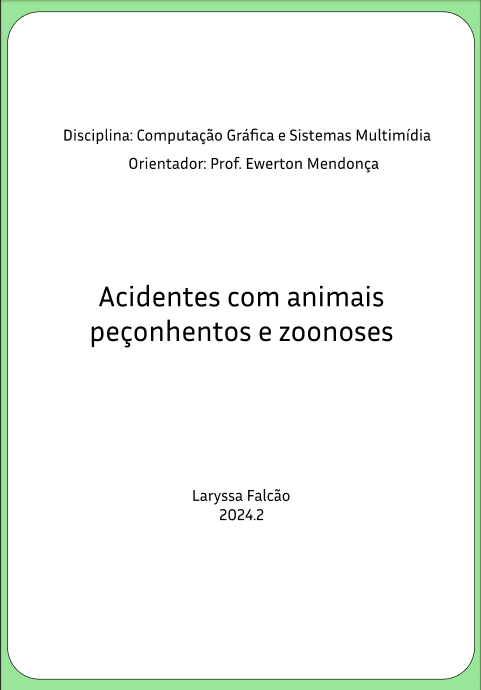 Disciplina: Computação Gráfica e Sistemas Multimídia
Orientador: Prof. Ewerton Mendonça
Acidentes com animais
peçonhentos e zoonoses
Laryssa Falcão
2024.2